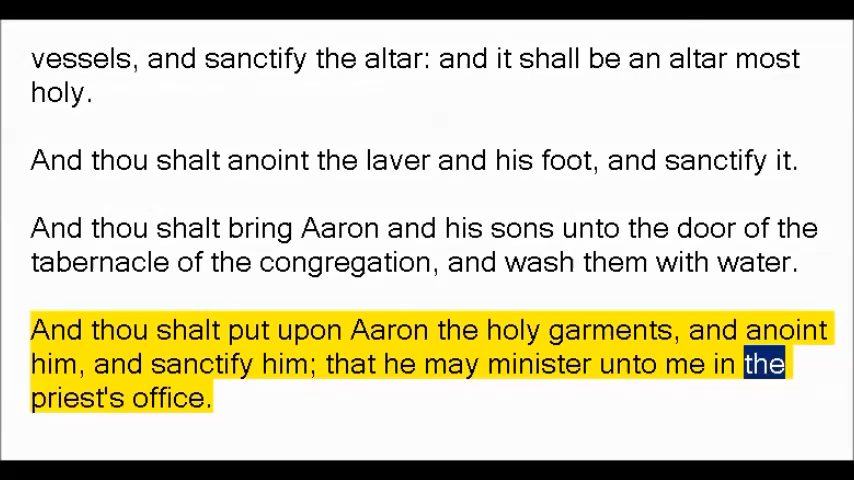 vessels, and sanctify the altar: and it shall be an altar most
holy.
And thou shalt anoint the laver and his foot, and sanctify it.
And thou shalt bring Aaron and his sons unto the door of the
tabernacle of the congregation, and wash them with water.
And thou shalt put upon Aaron the holy garments, and anoint
him, and sanctify him; that he may minister unto me in the
priest's office.